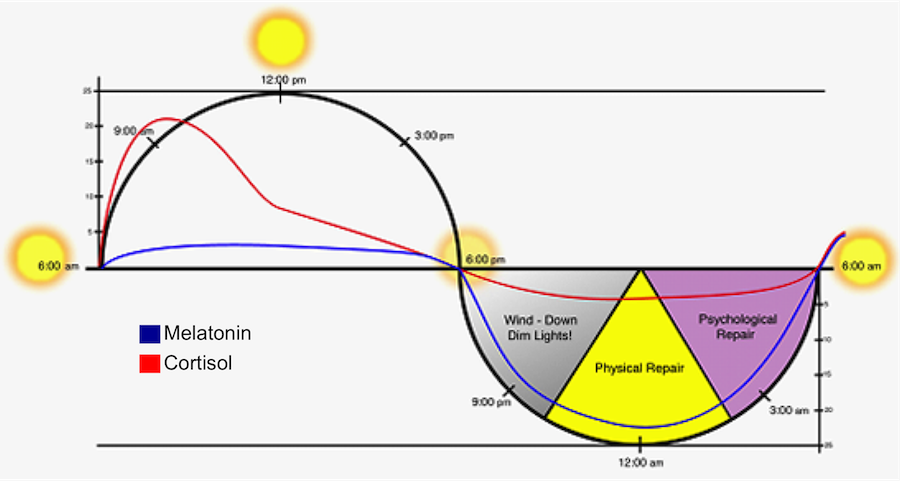 12:00 pm
25
9:00 am
3:00 pm
20
15
10
5
6:00 am
6:00 pm
6:00 am
Melatonin
Cortisol
Wind - Down
Dim Lights!
Physical Repair
Psychological
Repair
5
10
15
20
25
9:00 pm
3:00 am
12:00 am